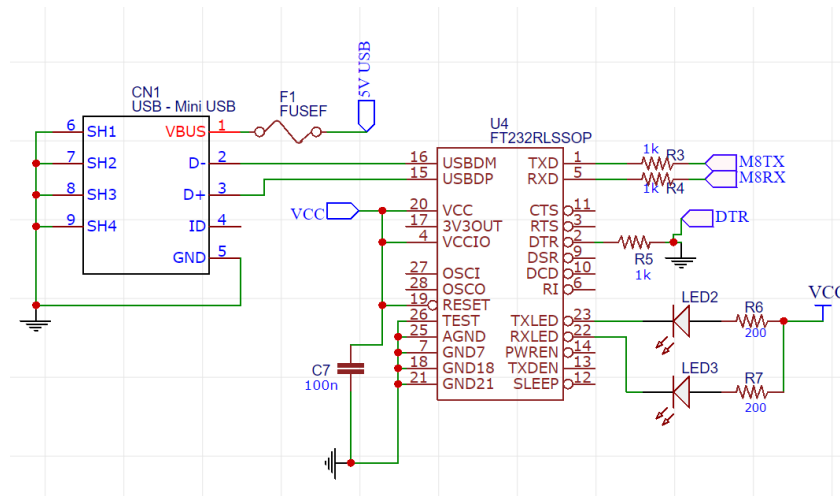 CN1
USB - Mini USB
6 SH1 VBUS 1
7 SH2 D- 2
8 SH3 D+ 3
9 SH4 ID 4
GND 5
F1
FUSEF
5V USB
U4
FT232RLSSOP
16 USBDM TXD 1
15 USBDP RXD 5
20 VCC CTS 11
17 3V3OUT RTS 3
4 VCCIO DTR 2
DSR 9
27 OSCI DCD 10
28 OSCO RI 6
19 RESET
26 TEST TXLED 23
25 AGND RXLED 22
7 GND7 PWREN 14
18 GND18 TXDEN 13
21 GND21 SLEEP 12
VCC
C7
100n
1k R3
1k R4
M8TX
M8RX
DTR
R5
1k
LED2
R6
200
LED3
R7
200
VCC